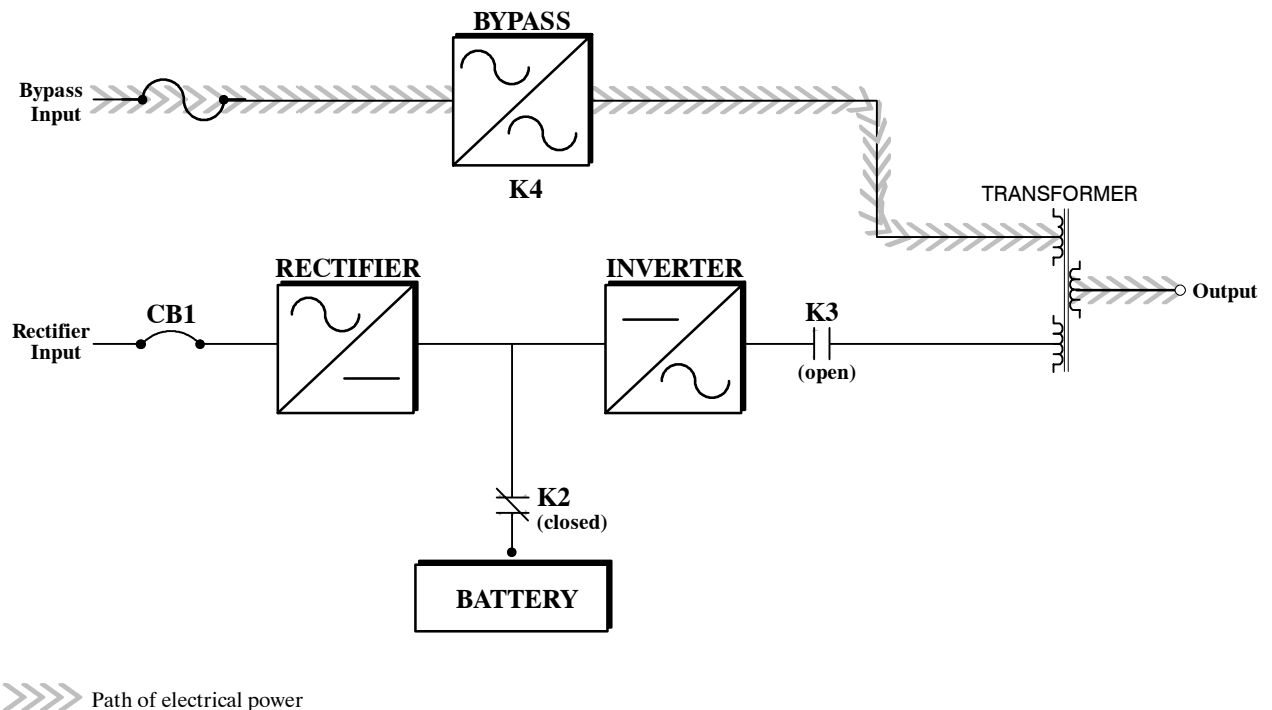 BYPASS
Bypass
Input
K4
TRANSFORMER
RECTIFIER
INVERTER
Output
CB1
K3
Rectifier
Input
(open)
K2
(closed)
BATTERY
Path of electrical power